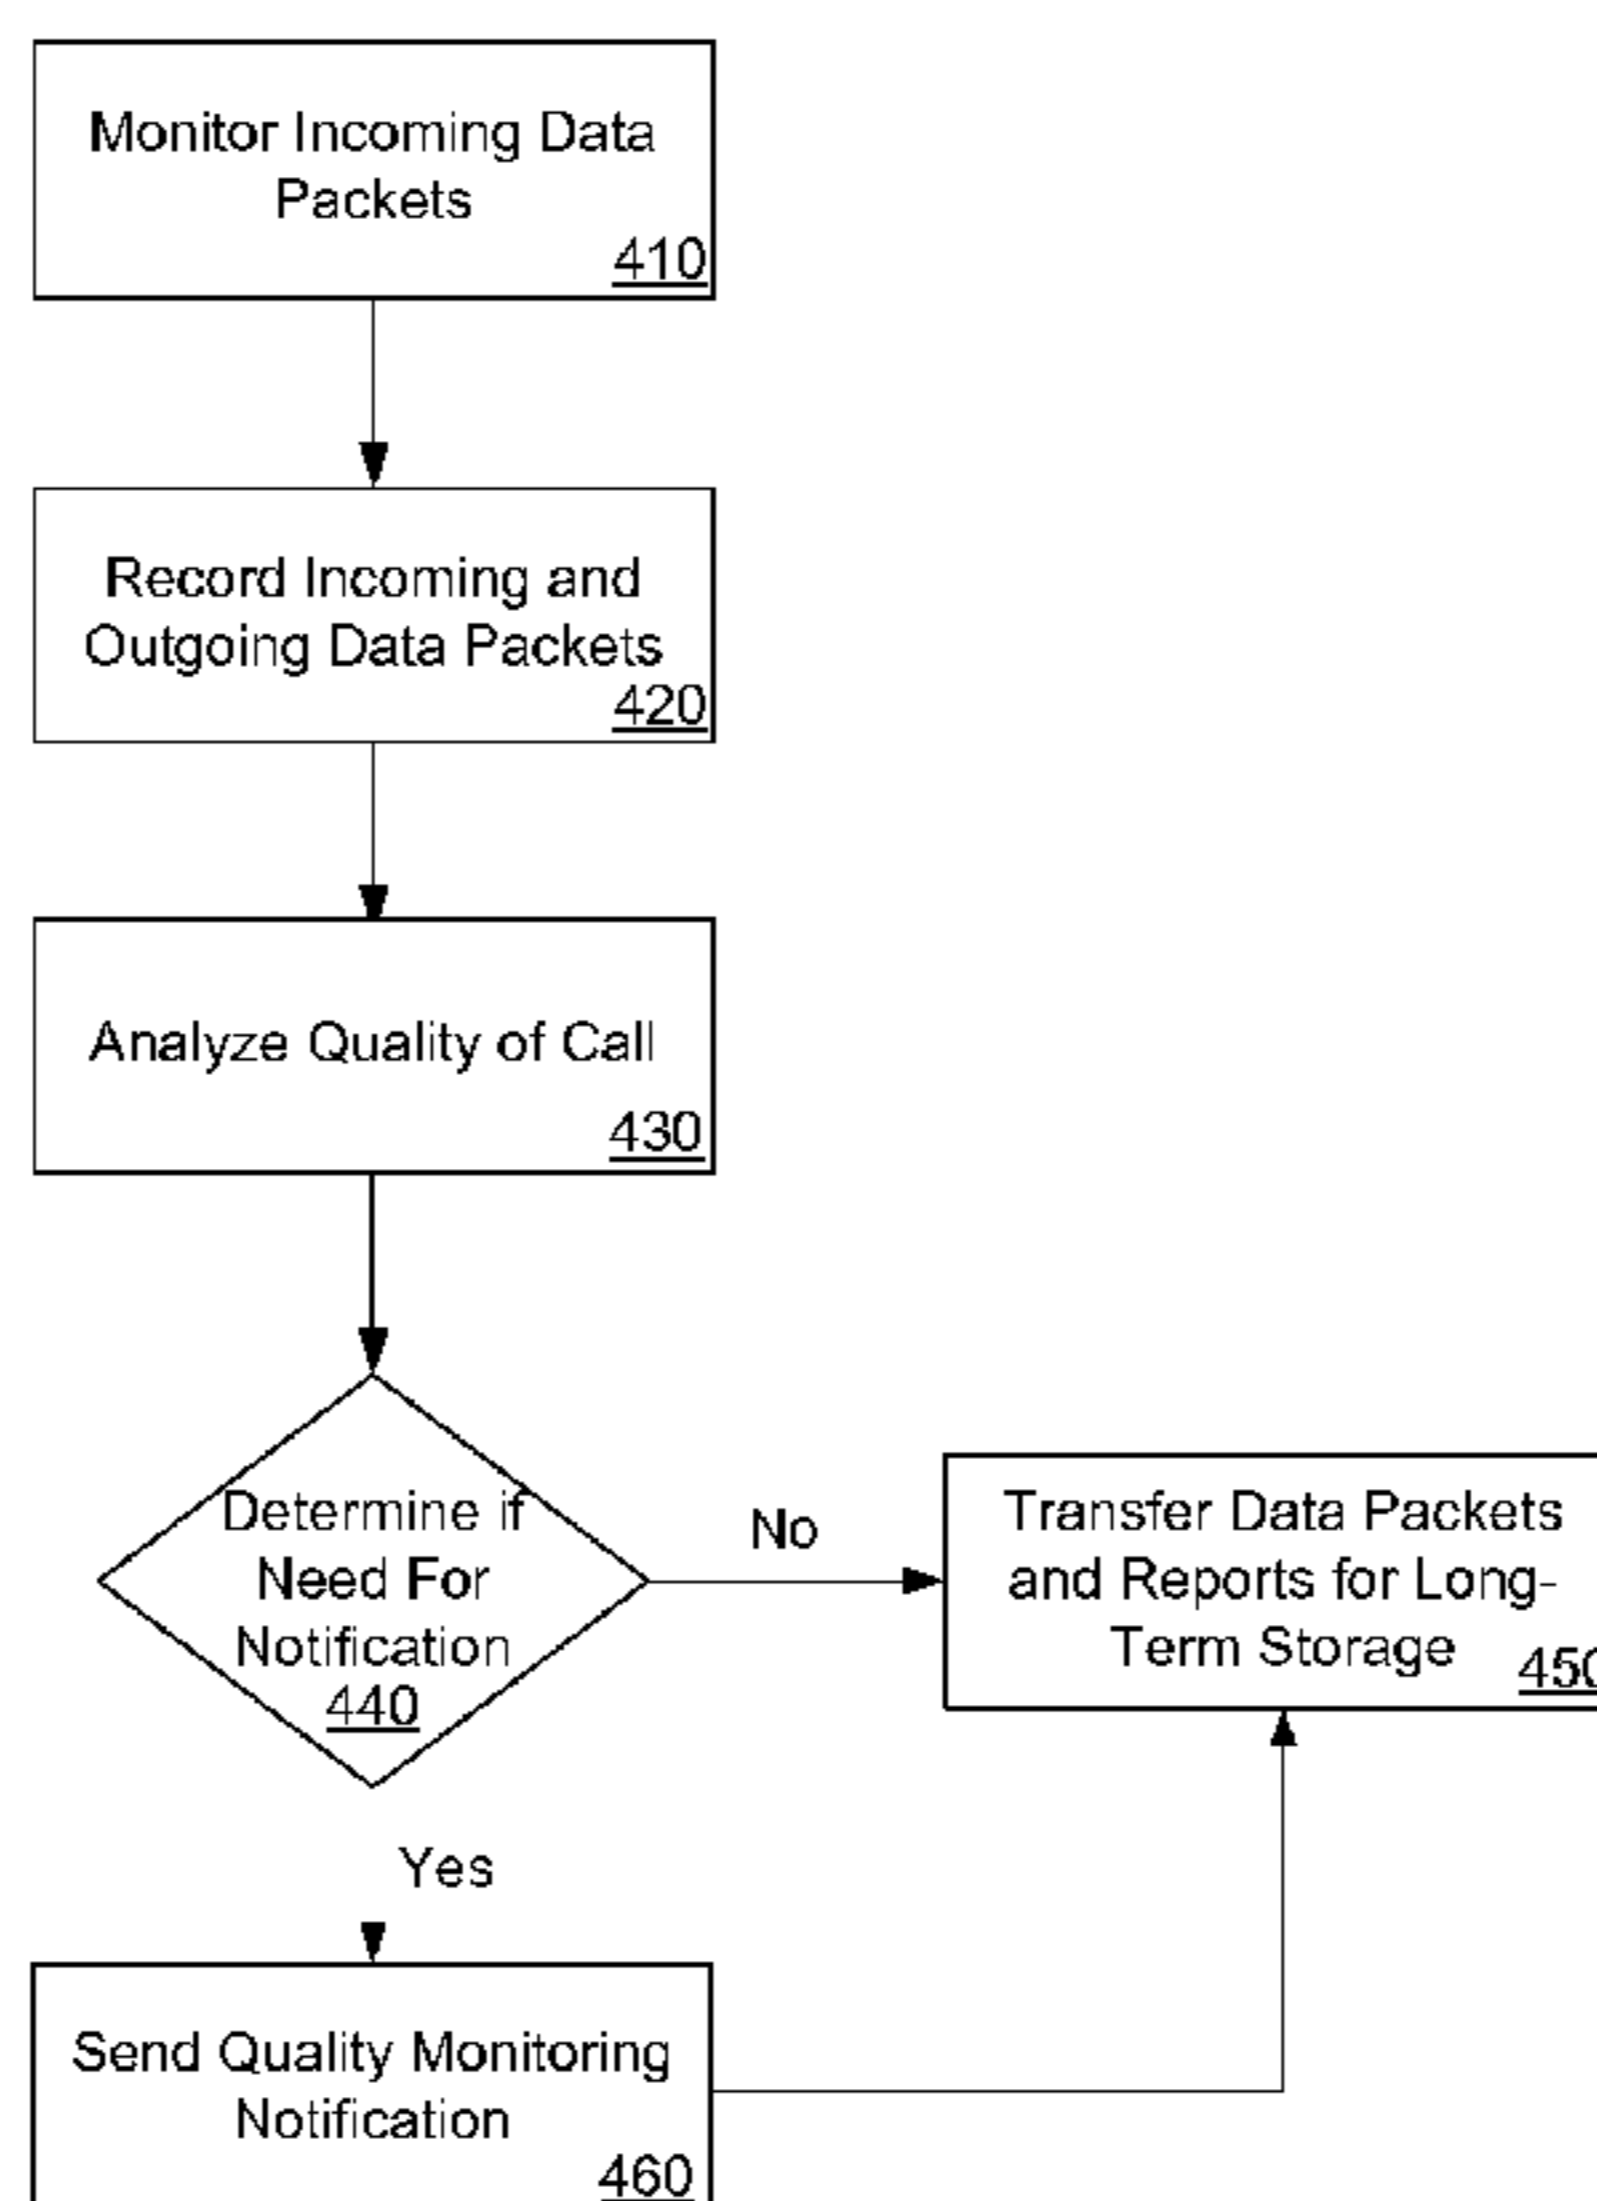 Monitor Incoming Data
Packets
410
Record Incoming and
Outgoing Data Packets
420
Analyze Quality of Call
430
Determine if
Need For
Notification
440
No
Transfer Data Packets
and Reports for Long-
Term Storage
450
Yes
Send Quality Monitoring
Notification
460